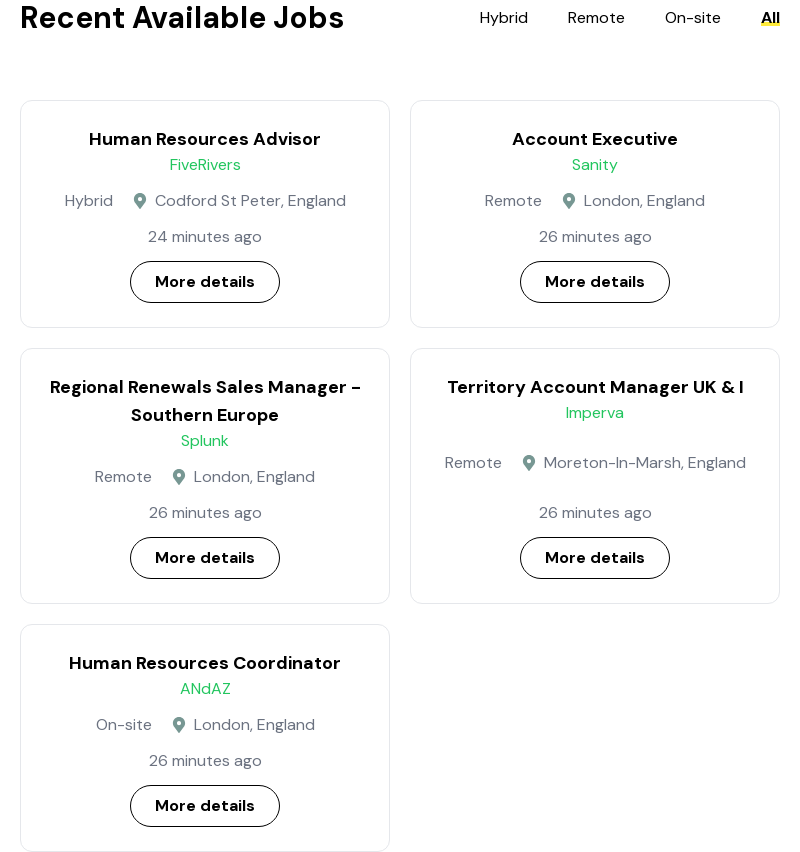 Recent Available Jobs
Hybrid Remote On-site All
Human Resources Advisor
FiveRivers
Hybrid Codford St Peter, England
24 minutes ago
More details
Account Executive
Sanity
Remote London, England
26 minutes ago
More details
Regional Renewals Sales Manager -
Southern Europe
Splunk
Remote London, England
26 minutes ago
More details
Territory Account Manager UK & I
Imperva
Remote Moreton-In-Marsh, England
26 minutes ago
More details
Human Resources Coordinator
ANdAZ
On-site London, England
26 minutes ago
More details